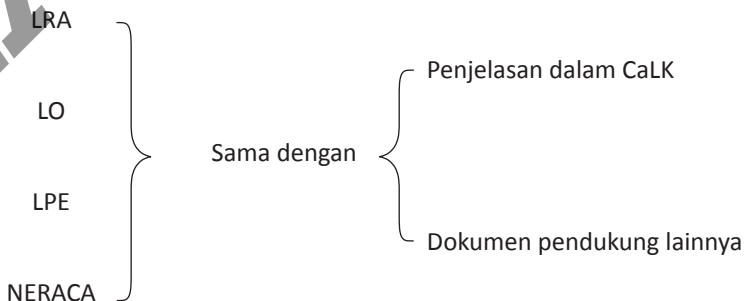 LRA
LO
LPE
NERACA
Sama dengan
Penjelasan dalam CaLK
Dokumen pendukung lainnya